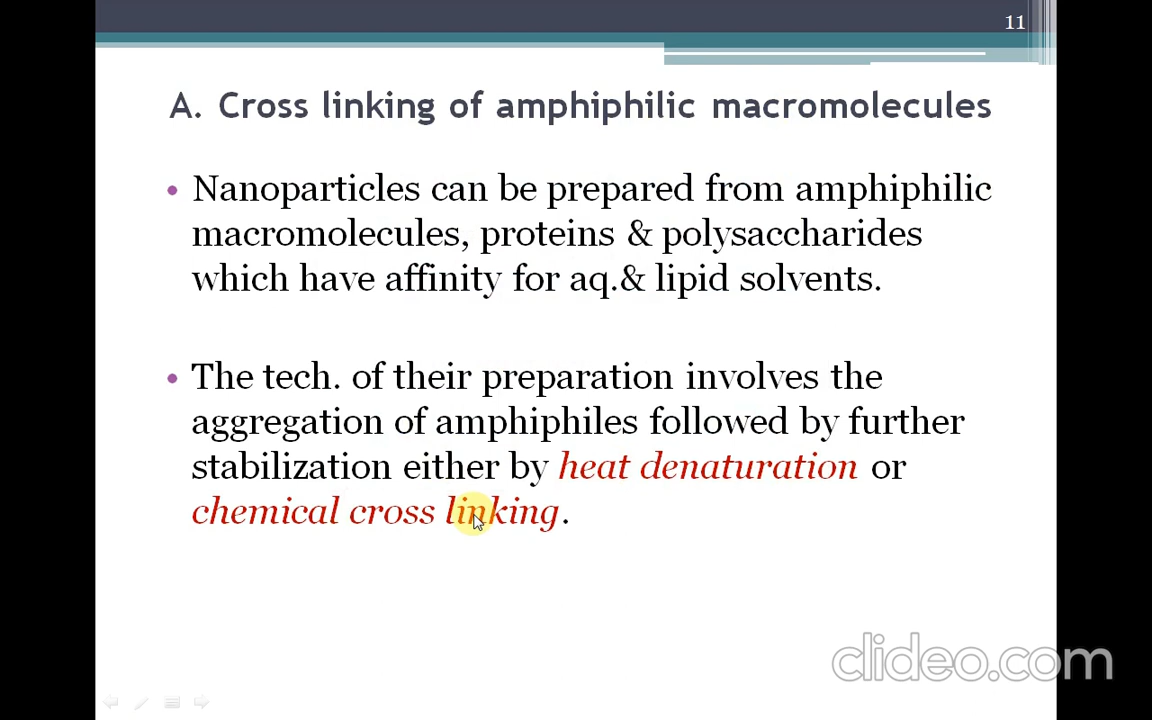 11
A. Cross linking of amphiphilic macromolecules
• Nanoparticles can be prepared from amphiphilic
macromolecules, proteins & polysaccharides
which have affinity for aq.& lipid solvents.
• The tech. of their preparation involves the
aggregation of amphiphiles followed by further
stabilization either by heat denaturation or
chemical cross linking.
clideo.com